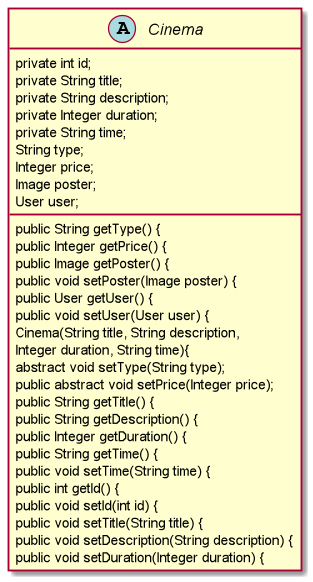 A Cinema
private int id;
private String title;
private String description;
private Integer duration;
private String time;
String type;
Integer price;
Image poster;
User user;
public String getType() {
public Integer getPrice() {
public Image getPoster() {
public void setPoster(Image poster) {
public User getUser() {
public void setUser(User user) {
Cinema(String title, String description,
Integer duration, String time){
abstract void setType(String type);
public abstract void setPrice(Integer price);
public String getTitle() {
public String getDescription() {
public Integer getDuration() {
public String getTime() {
public void setTime(String time) {
public int getId() {
public void setId(int id) {
public void setTitle(String title) {
public void setDescription(String description) {
public void setDuration(Integer duration) {